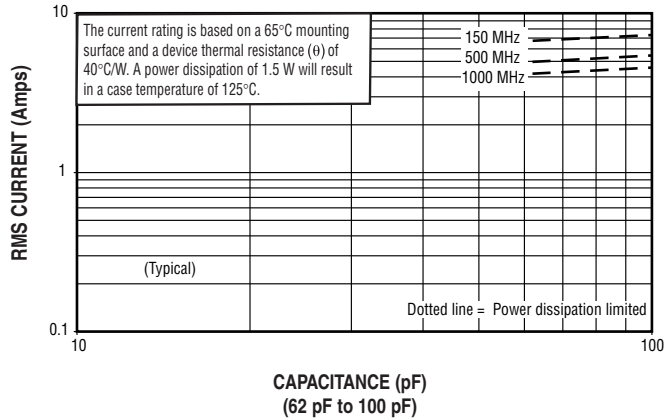 10
The current rating is based on a 65°C mounting
surface and a device thermal resistance (θ) of
40°C/W. A power dissipation of 1.5 W will result
in a case temperature of 125°C.
150 MHz
500 MHz
1000 MHz
RMS CURRENT (Amps)
1
(Typical)
Dotted line = Power dissipation limited
0.1
10
100
CAPACITANCE (pF)
(62 pF to 100 pF)